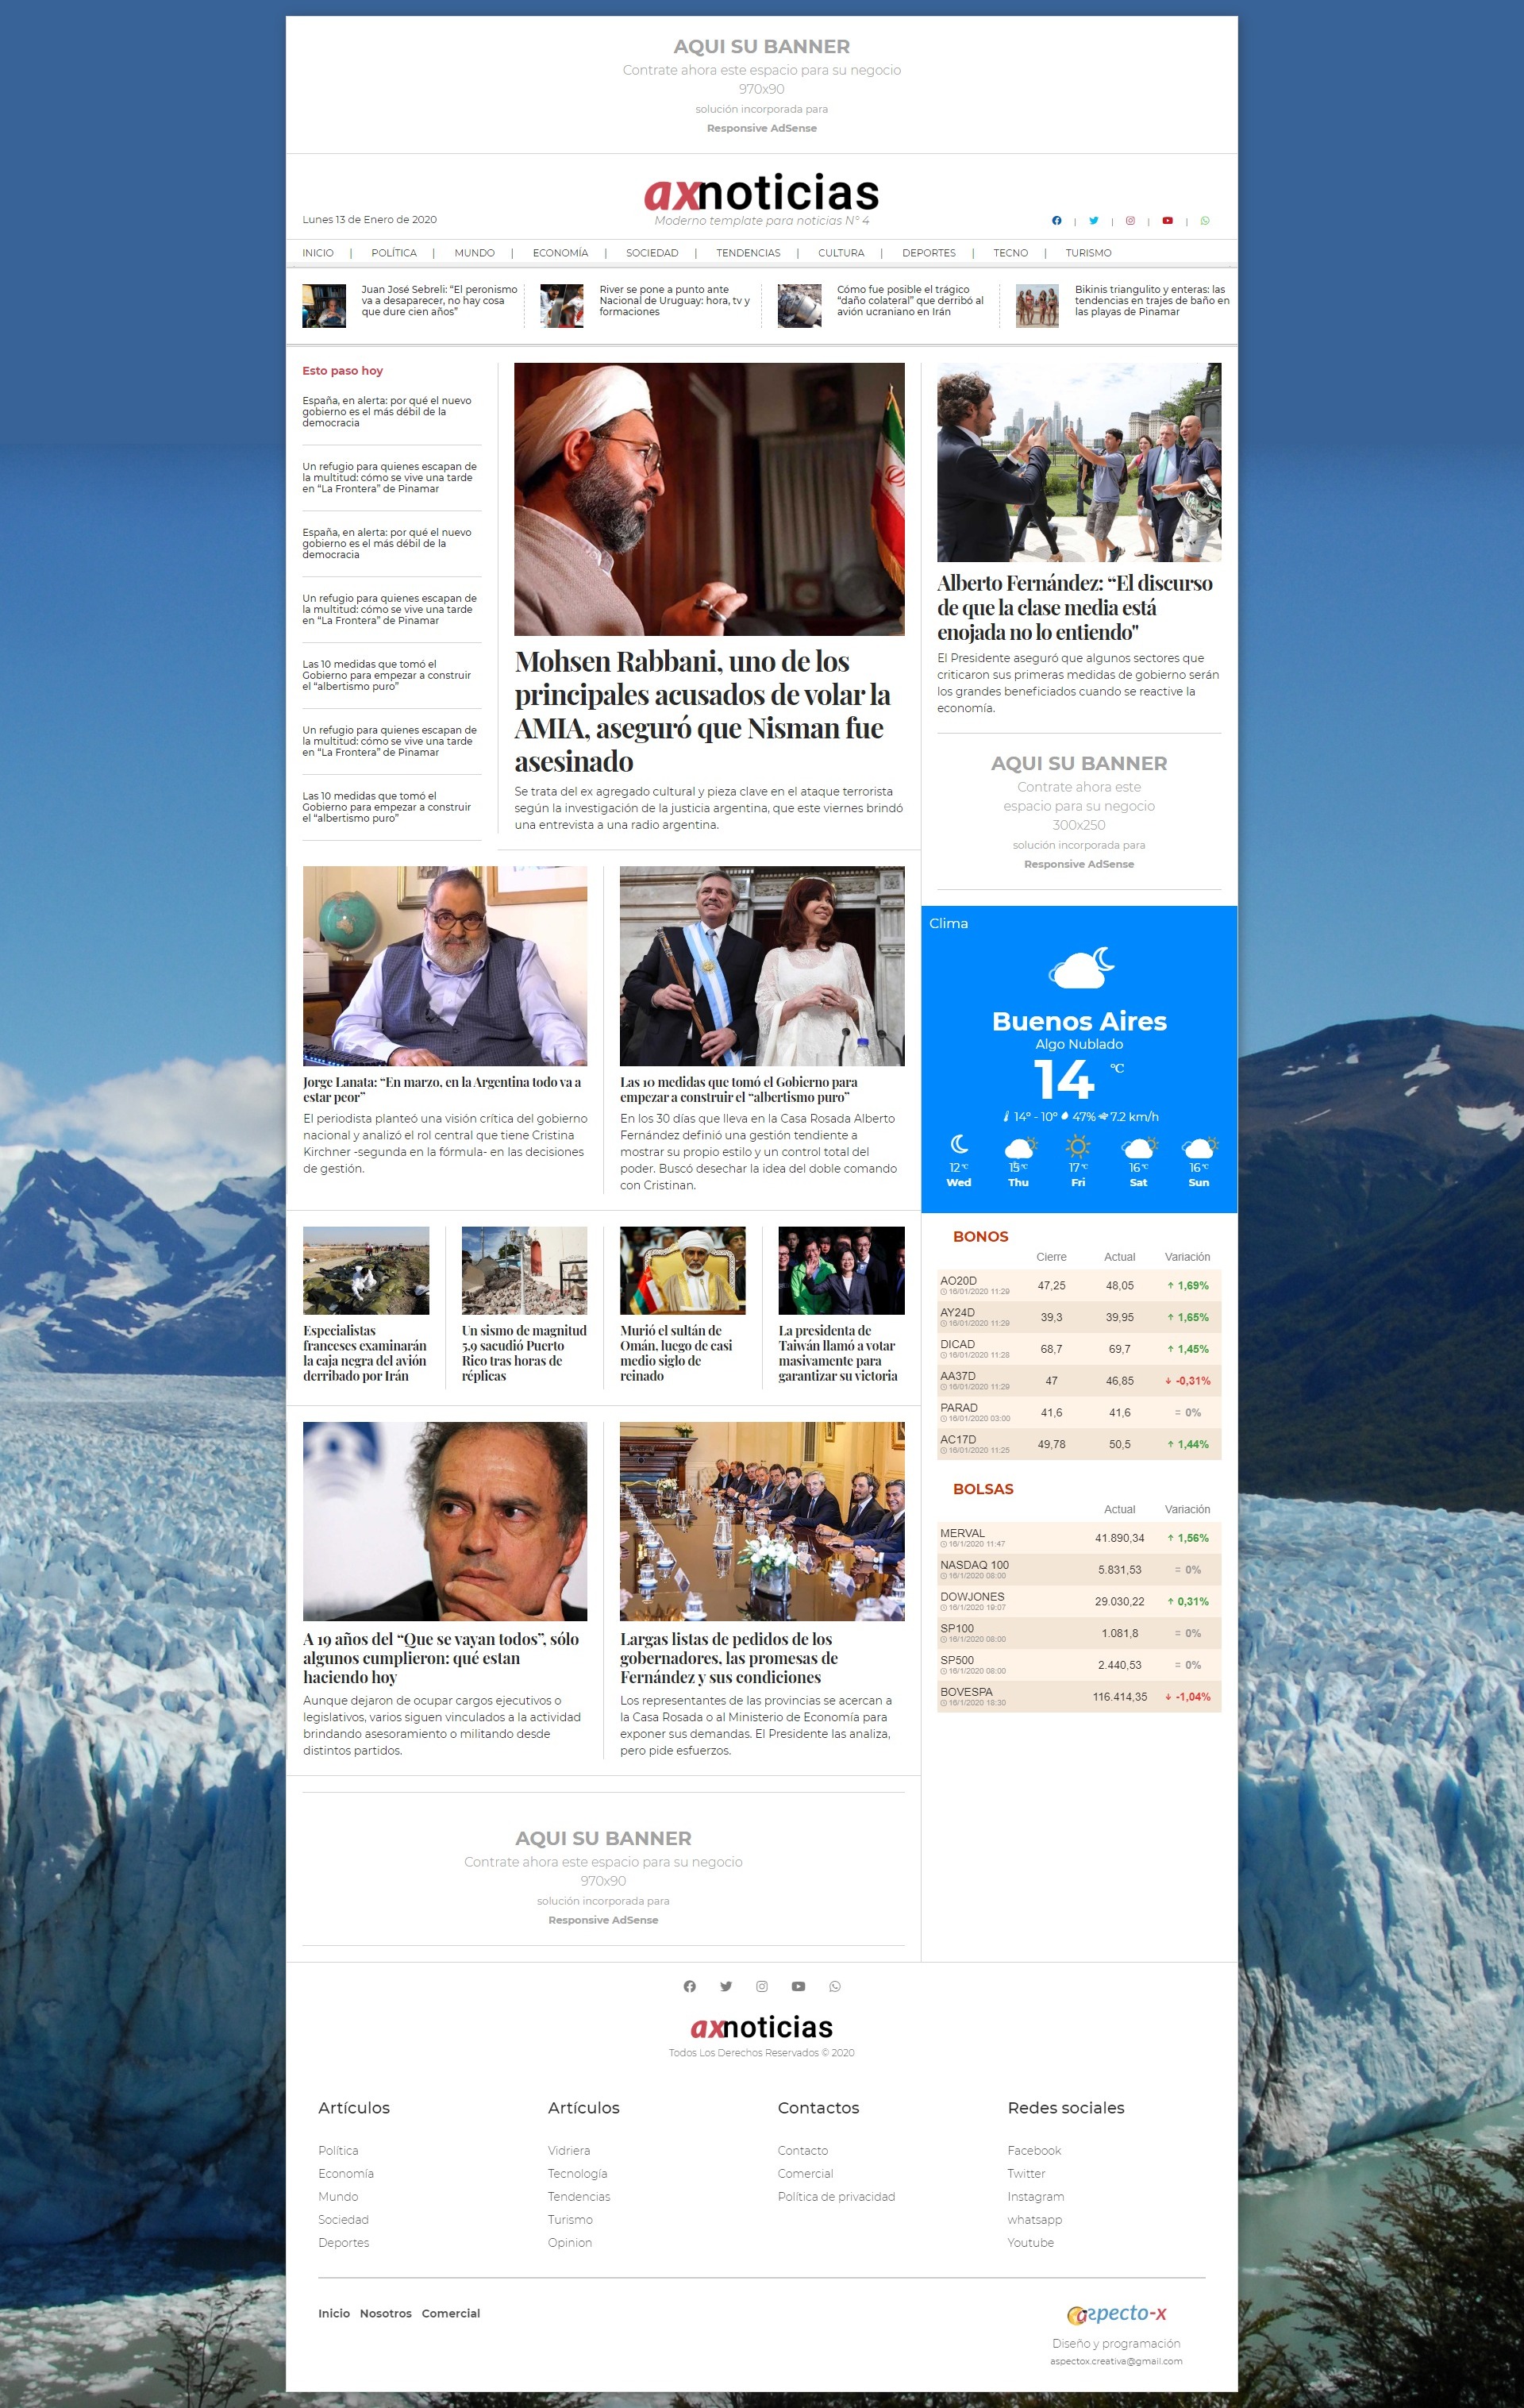 AQUI SU BANNER
Contrate ahora este espacio para su negocio
970x90
solución incorporada para
Responsive AdSense
axnoticias
Moderno template para noticias N° 4
Lunes 13 de Enero de 2020
INICIO | POLÍTICA | MUNDO | ECONOMÍA | SOCIEDAD | TENDENCIAS | CULTURA | DEPORTES | TECNO | TURISMO
Juan José Sebreli: “El peronismo
va a desaparecer, no hay cosa
que dure cien años”
River se pone a punto ante
Nacional de Uruguay: hora, tv y
formaciones
Cómo fue posible el trágico
“daño colateral” que derribó al
avión ucraniano en Irán
Bikinis triangulito y enteras: las
tendencias en trajes de baño en
las playas de Pinamar
Esto paso hoy
España, en alerta: por qué el nuevo
gobierno es el más débil de la
democracia
Un refugio para quienes escapan de
la multitud: cómo se vive una tarde
en “La Frontera” de Pinamar
España, en alerta: por qué el nuevo
gobierno es el más débil de la
democracia
Un refugio para quienes escapan de
la multitud: cómo se vive una tarde
en “La Frontera” de Pinamar
Las 10 medidas que tomó el
Gobierno para empezar a construir
el “albertismo puro”
Un refugio para quienes escapan de
la multitud: cómo se vive una tarde
en “La Frontera” de Pinamar
Las 10 medidas que tomó el
Gobierno para empezar a construir
el “albertismo puro”
Mohsen Rabbani, uno de los
principales acusados de volar la
AMIA, aseguró que Nisman fue
asesinado
Se trata del ex agregado cultural y pieza clave en el ataque terrorista
según la investigación de la justicia argentina, que este viernes brindó
una entrevista a una radio argentina.
Alberto Fernández: “El discurso
de que la clase media está
enojada no lo entiendo"
El Presidente aseguró que algunos sectores que
criticaron sus primeras medidas de gobierno serán
los grandes beneficiados cuando se reactive la
economía.
AQUI SU BANNER
Contrate ahora este
espacio para su negocio
300x250
solución incorporada para
Responsive AdSense
Jorge Lanata: “En marzo, en la Argentina todo va a
estar peor”
El periodista planteó una visión crítica del gobierno
nacional y analizó el rol central que tiene Cristina
Kirchner -segunda en la fórmula- en las decisiones
de gestión.
Las 10 medidas que tomó el Gobierno para
empezar a construir el “albertismo puro”
En los 30 días que lleva en la Casa Rosada Alberto
Fernández definió una gestión tendiente a
mostrar su propio estilo y un control total del
poder. Buscó desechar la idea del doble comando
con Cristinan.
Clima
Buenos Aires
Algo Nublado
14 ºC
14º - 10º 47% 7.2 km/h
12 ºC
Wed
ºC
Thu
17 ºC
Fri
16 ºC
Sat
16 ºC
Sun
Especialistas
franceses examinarán
la caja negra del avión
derribado por Irán
Un sismo de magnitud
5.9 sacudió Puerto
Rico tras horas de
réplicas
Murió el sultán de
Omán, luego de casi
medio siglo de
reinado
La presidenta de
Taiwán llamó a votar
masivamente para
garantizar su victoria
BONOS
Cierre Actual Variación
AO20D 47,25 48,05 ↑ 1,69%
16/01/2020 11:29
AY24D 39,3 39,95 ↑ 1,65%
16/01/2020 11:29
DICAD 68,7 69,7 ↑ 1,45%
16/01/2020 11:28
AA37D 47 46,85 ↓ -0,31%
16/01/2020 11:29
PARAD 41,6 41,6 = 0%
16/01/2020 03:00
AC17D 49,78 50,5 ↑ 1,44%
16/01/2020 11:25
BOLSAS
Actual Variación
MERVAL 41.890,34 ↑ 1,56%
16/1/2020 11:47
NASDAQ 100 5.831,53 = 0%
16/1/2020 08:00
DOWJONES 29.030,22 ↑ 0,31%
16/1/2020 19:07
SP100 1.081,8 = 0%
16/1/2020 08:00
SP500 2.440,53 = 0%
16/1/2020 08:00
BOVESPA 116.414,35 ↓ -1,04%
16/1/2020 18:30
A 19 años del “Que se vayan todos”, sólo
algunos cumplieron: qué estan
haciendo hoy
Aunque dejaron de ocupar cargos ejecutivos o
legislativos, varios siguen vinculados a la actividad
brindando asesoramiento o militando desde
distintos partidos.
Largas listas de pedidos de los
gobernadores, las promesas de
Fernández y sus condiciones
Los representantes de las provincias se acercan a
la Casa Rosada o al Ministerio de Economía para
exponer sus demandas. El Presidente las analiza,
pero pide esfuerzos.
AQUI SU BANNER
Contrate ahora este espacio para su negocio
970x90
solución incorporada para
Responsive AdSense
axnoticias
Todos Los Derechos Reservados © 2020
Artículos
Política
Economía
Mundo
Sociedad
Deportes
Artículos
Vidriera
Tecnología
Tendencias
Turismo
Opinion
Contactos
Contacto
Comercial
Política de privacidad
Redes sociales
Facebook
Twitter
Instagram
whatsapp
Youtube
Inicio Nosotros Comercial
aspecto-x
Diseño y programación
aspectox.creativa@gmail.com